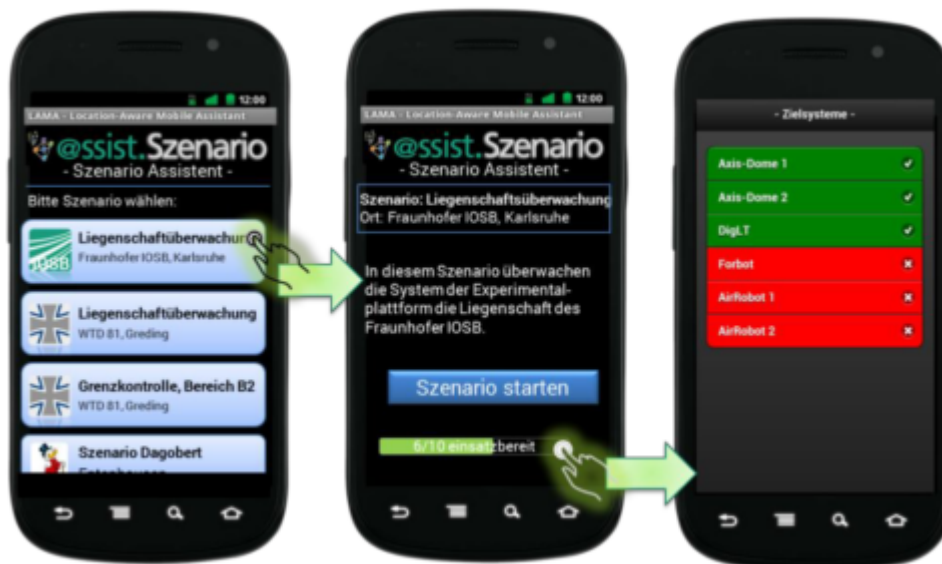 12:00
LAMA - Location-Aware Mobile Assistant
@ssist.Szenario
- Szenario Assistent -
Bitte Szenario wählen:
Liegenschaftüberwachung
Fraunhofer IOSB, Karlsruhe
IOSB
Liegenschaftüberwachung
WTD 81, Greding
Grenzkontrolle, Bereich B2
WTD 81, Greding
Szenario Dagobert
Entenhausen
12:00
LAMA - Location-Aware Mobile Assistant
@ssist.Szenario
- Szenario Assistent -
Szenario: Liegenschaftsüberwachung
Ort: Fraunhofer IOSB, Karlsruhe
In diesem Szenario überwachen
die System der Experimental-
plattform die Liegenschaft des
Fraunhofer IOSB.
Szenario starten
6/10 einsatzbereit
- Zielsysteme -
Axis-Dome 1
Axis-Dome 2
DigLT
Forbot
AirRobot 1
AirRobot 2